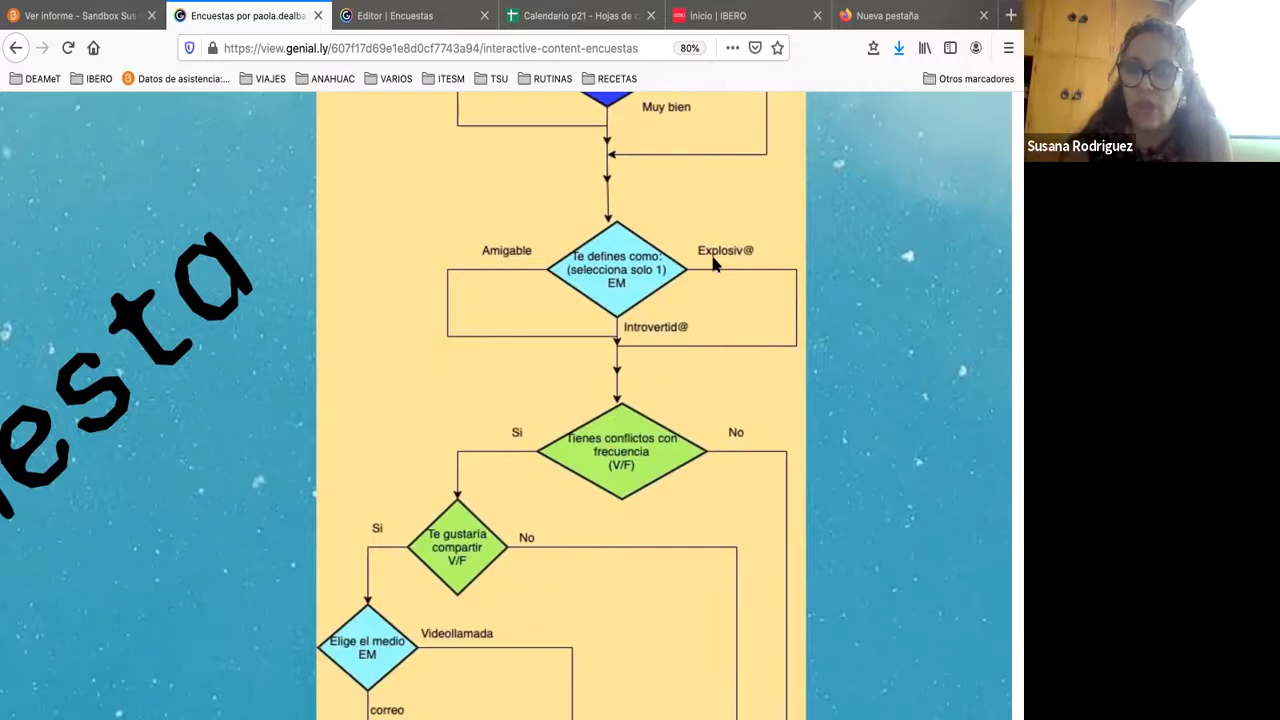 Ver informe - Sandbox Sus
Encuestas por paola.dealba
Editor | Encuestas
Calendario p21 - Hojas de c
Inicio | IBERO
Nueva pestaña
https://view.genial.ly/607f17d69e1e8d0cf7743a94/interactive-content-encuestas
80%
DEAMeT
IBERO
Datos de asistencia:...
VIAJES
ANAHUAC
VARIOS
ITESM
TSU
RUTINAS
RECETAS
Otros marcadores
Susana Rodriguez
Muy bien
Amigable
Te defines como:
(selecciona solo 1)
EM
Explosiv@
Introvertid@
esta
Si
Tienes conflictos con
frecuencia
(V/F)
No
Si
Te gustaría
compartir
V/F
No
Elige el medio
EM
Videollamada
correo